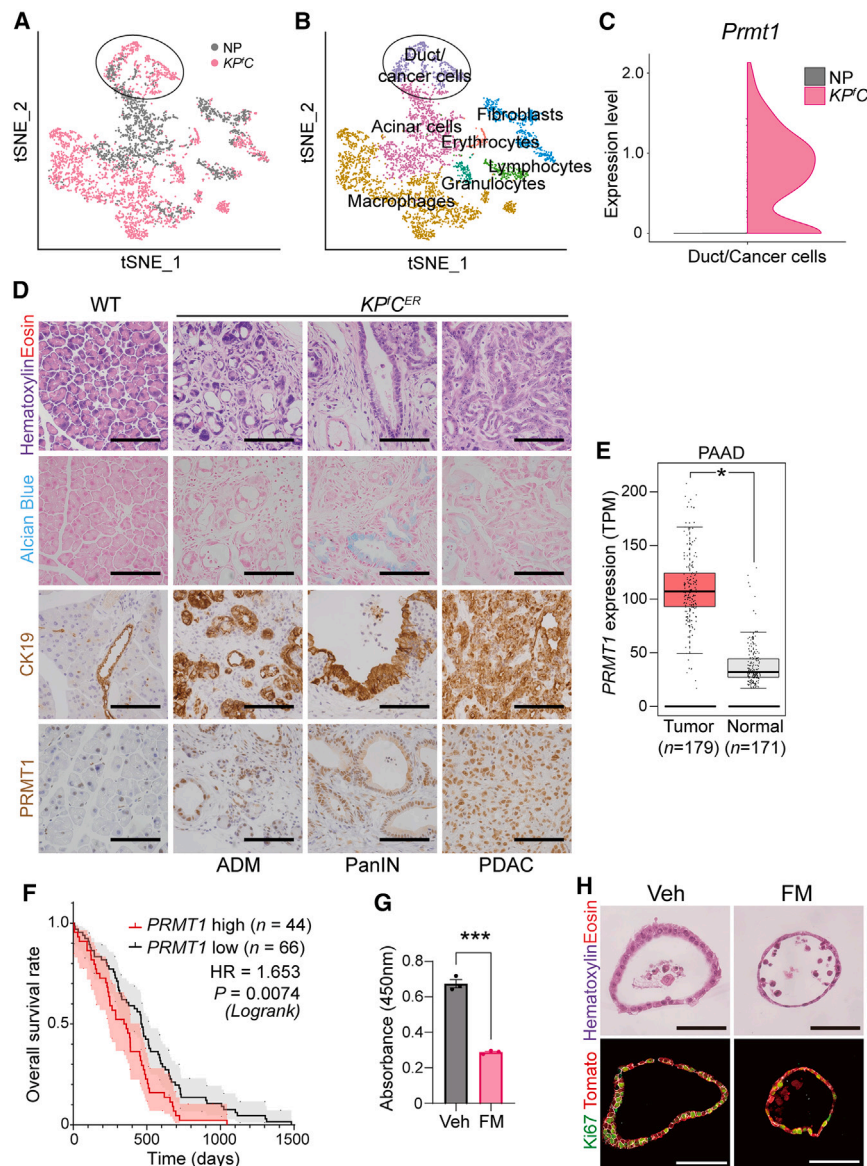 A
NP
KPᶠC
tSNE_2
tSNE_1
B
Duct/
cancer cells
Fibroblasts
Acinar cells
Erythrocytes
Lymphocytes
Granulocytes
Macrophages
tSNE_2
tSNE_1
C
Prmt1
NP
KPᶠC
Expression level
2.0
1.0
0
Duct/Cancer cells
D
WT
KPᶠCᴱᴿ
HematoxylinEosin
Alcian Blue
CK19
PRMT1
ADM
PanIN
PDAC
E
PAAD
*
PRMT1 expression (TPM)
200
150
100
50
0
Tumor
(n=179)
Normal
(n=171)
F
Overall survival rate
1.0
0.5
0
PRMT1 high (n = 44)
PRMT1 low (n = 66)
HR = 1.653
P = 0.0074
(Logrank)
0
500
1000
1500
Time (days)
G
***
Absorbance (450nm)
0.8
0.6
0.4
0.2
0
Veh
FM
H
Veh
FM
HematoxylinEosin
Ki67 Tomato